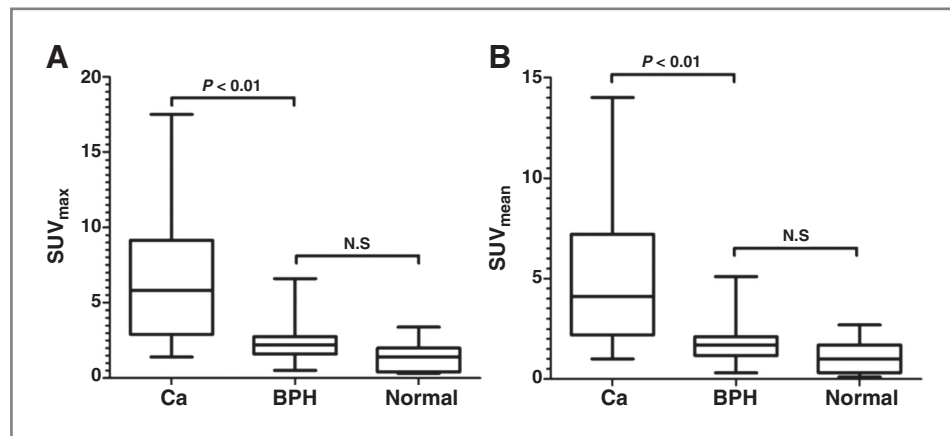 A
SUVmax
20
15
10
5
0
P < 0.01
N.S
Ca BPH Normal
B
SUVmean
15
10
5
0
P < 0.01
N.S
Ca BPH Normal